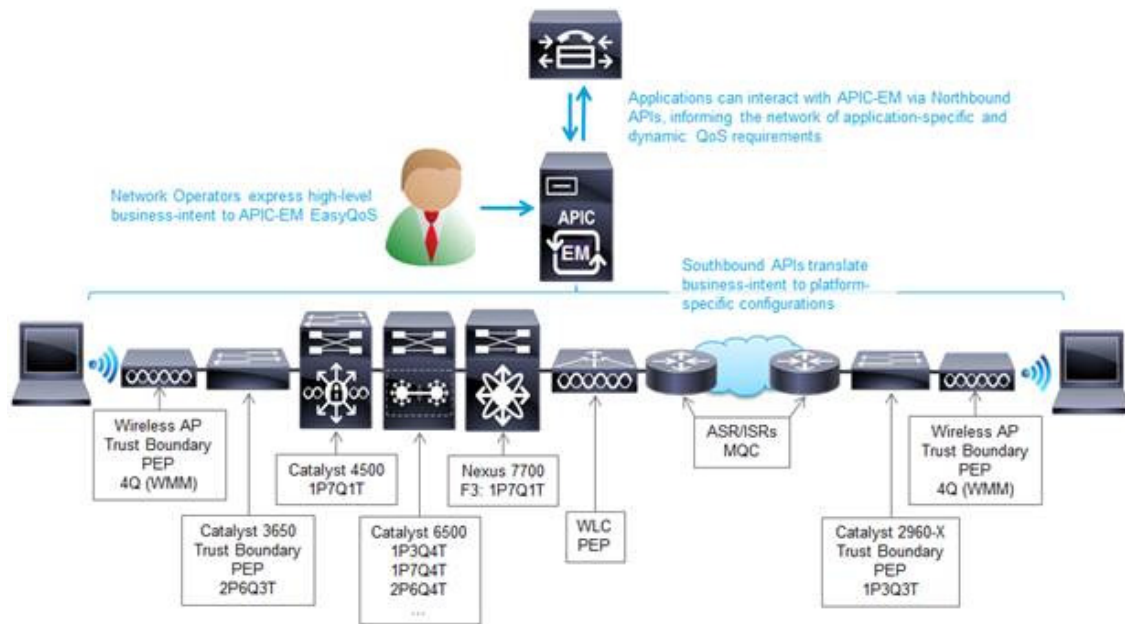 Applications can interact with APIC-EM via Northbound
APIs, informing the network of application-specific and
dynamic QoS requirements
Network Operators express high-level
business-intent to APIC-EM EasyQoS
APIC
EM
Southbound APIs translate
business-intent to platform-
specific configurations
Wireless AP
Trust Boundary
PEP
4Q (WMM)
Catalyst 3650
Trust Boundary
PEP
2P6Q3T
Catalyst 4500
1P7Q1T
Catalyst 6500
1P3Q4T
1P7Q4T
2P6Q4T
...
Nexus 7700
F3: 1P7Q1T
WLC
PEP
ASR/ISRs
MQC
Catalyst 2960-X
Trust Boundary
PEP
1P3Q3T
Wireless AP
Trust Boundary
PEP
4Q (WMM)